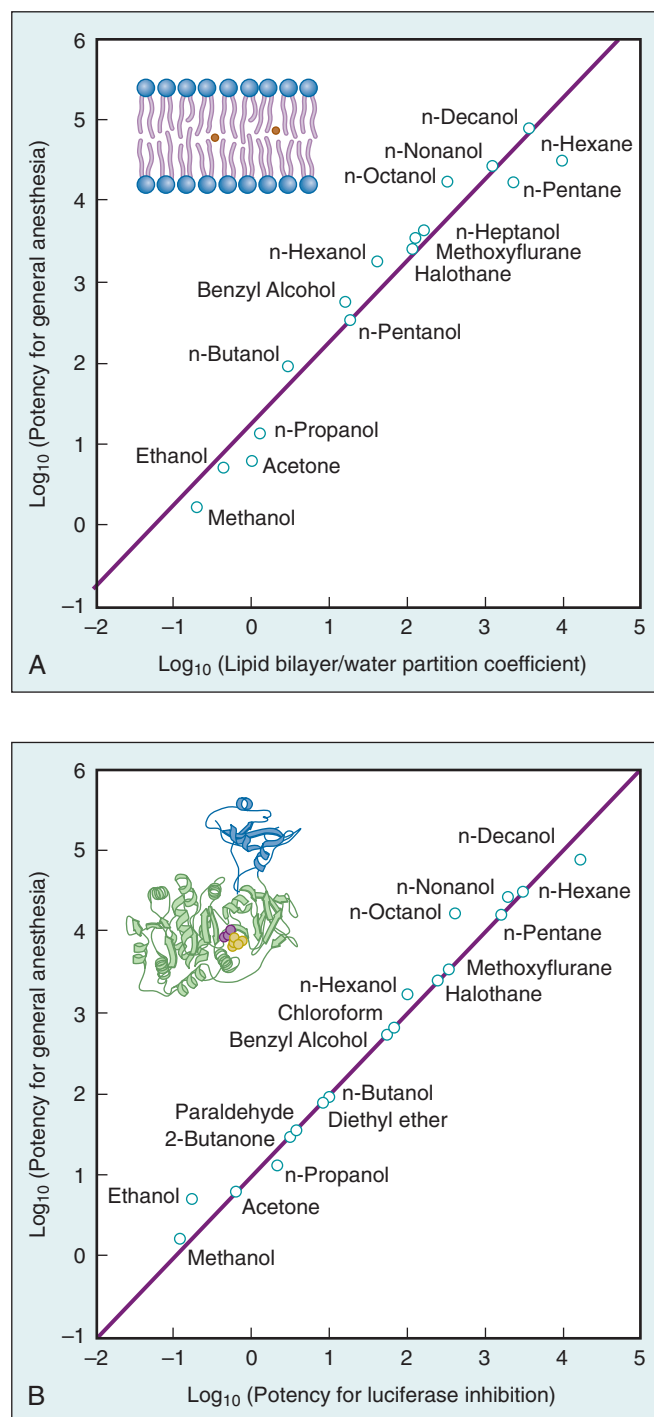 6
5
4
3
2
1
0
–1
–2
–1
0
1
2
3
4
5
Log₁₀ (Potency for general anesthesia)
n-Decanol
n-Hexane
n-Nonanol
n-Octanol
n-Pentane
n-Heptanol
n-Hexanol
Methoxyflurane
Halothane
Benzyl Alcohol
n-Pentanol
n-Butanol
n-Propanol
Ethanol
Acetone
Methanol
A
Log₁₀ (Lipid bilayer/water partition coefficient)
6
5
4
3
2
1
0
–1
–2
–1
0
1
2
3
4
5
Log₁₀ (Potency for general anesthesia)
n-Decanol
n-Nonanol
n-Hexane
n-Octanol
n-Pentane
Methoxyflurane
n-Hexanol
Halothane
Chloroform
Benzyl Alcohol
n-Butanol
Paraldehyde
Diethyl ether
2-Butanone
n-Propanol
Ethanol
Acetone
Methanol
B
Log₁₀ (Potency for luciferase inhibition)